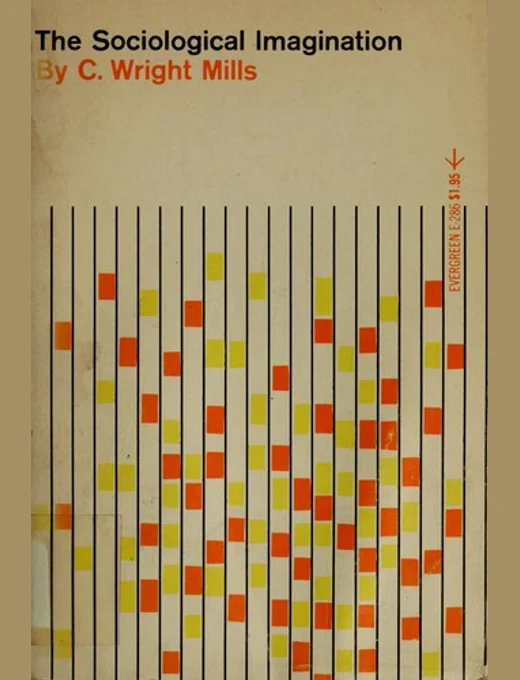 The Sociological Imagination
By C. Wright Mills
EVERGREEN E-286 $1.95